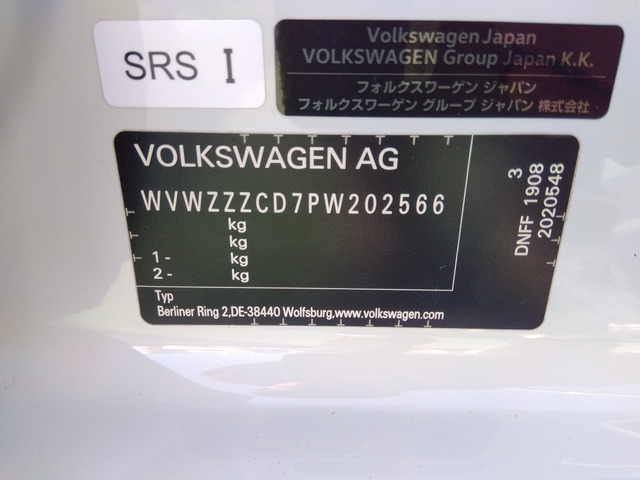 SRS I
Volkswagen Japan
VOLKSWAGEN Group Japan K.K.
フォルクスワーゲン ジャパン
フォルクスワーゲン グループ ジャパン 株式会社
VOLKSWAGEN AG
WVWZZZCD7PW202566
kg
kg
1 - kg
2 - kg
Typ
Berliner Ring 2,DE-38440 Wolfsburg,www.volkswagen.com
3
DNFF 1908
2020548